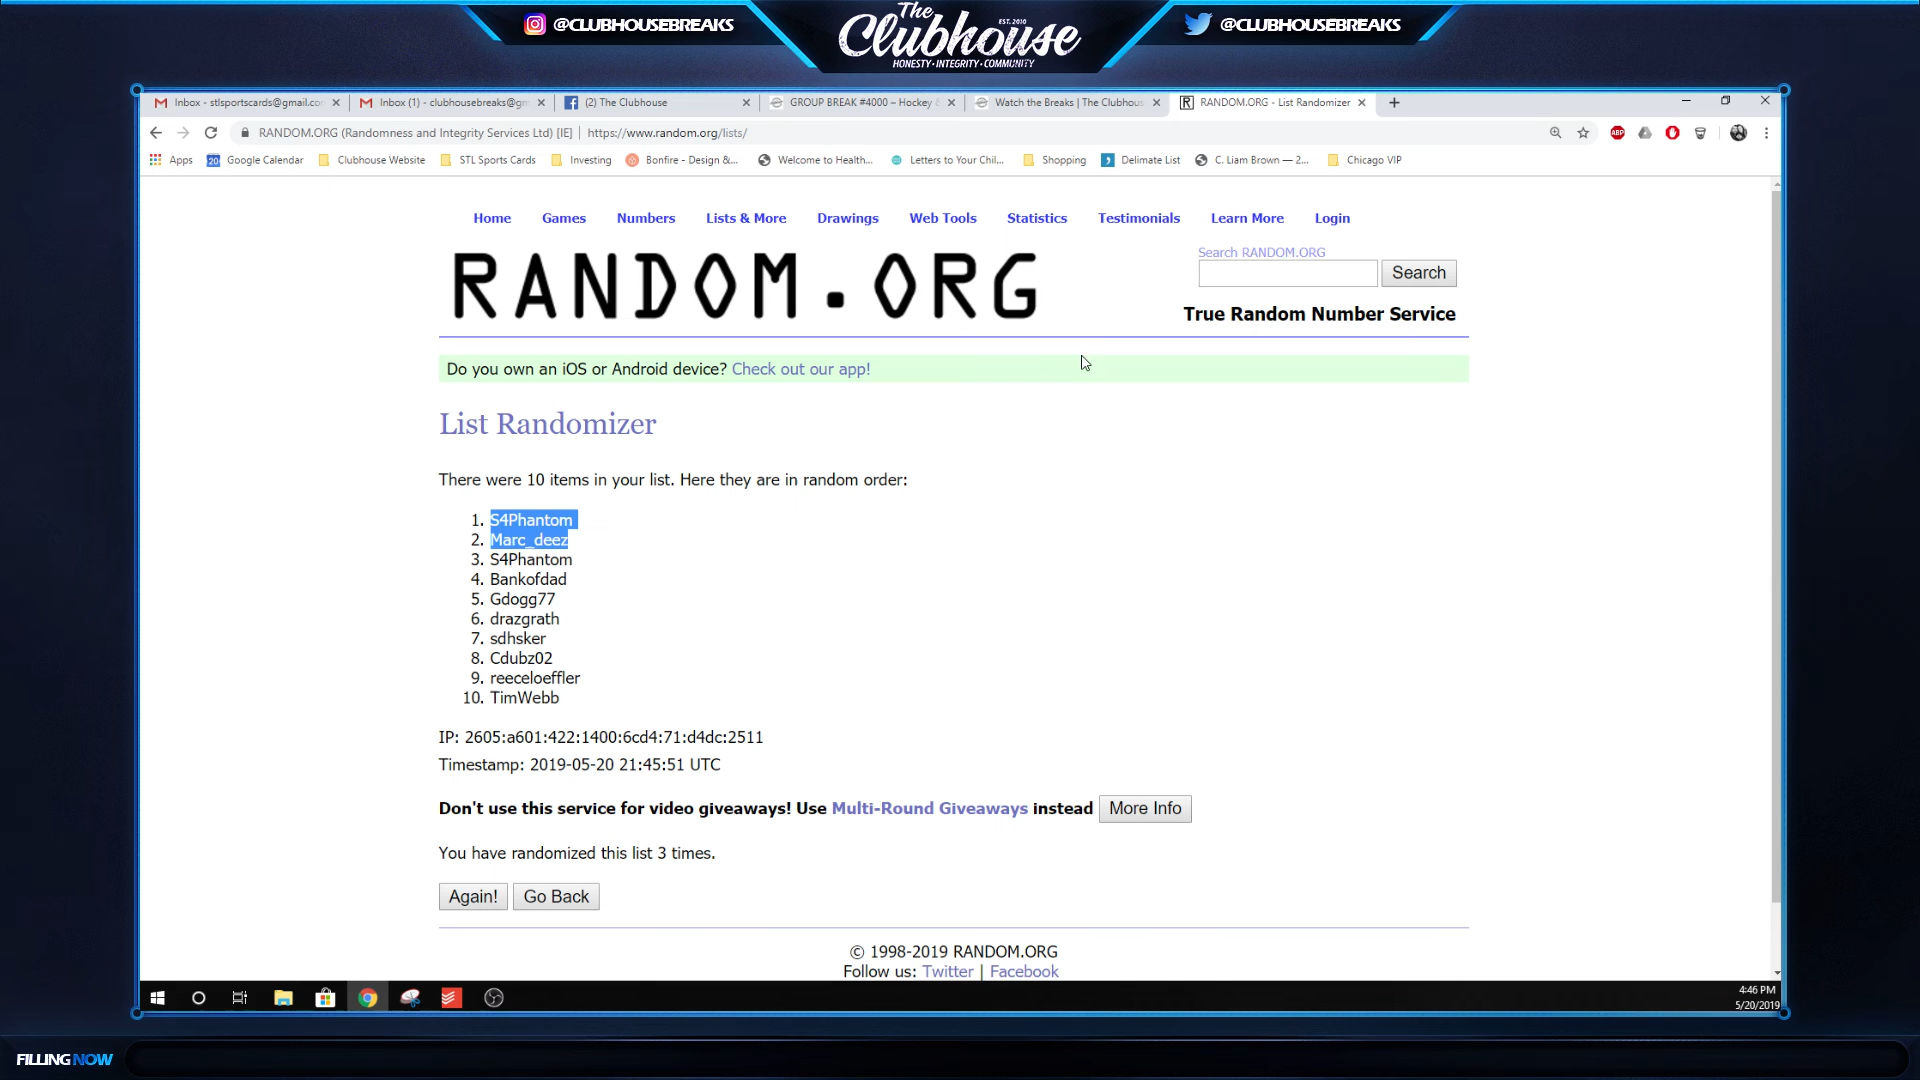 @CLUBHOUSEBREAKS
The
Clubhouse
EST. 2010
HONESTY•INTEGRITY•COMMUNITY
@CLUBHOUSEBREAKS
Inbox - stlsportscards@gmail.co
Inbox (1) - clubhousebreaks@gm
(2) The Clubhouse
GROUP BREAK #4000 – Hockey
Watch the Breaks | The Clubhous
RANDOM.ORG - List Randomizer
RANDOM.ORG (Randomness and Integrity Services Ltd) [IE] | https://www.random.org/lists/
ABP
Apps
20
Google Calendar
Clubhouse Website
STL Sports Cards
Investing
Bonfire - Design &...
Welcome to Health...
Letters to Your Chil...
Shopping
Delimate List
C. Liam Brown — 2...
Chicago VIP
Home Games Numbers Lists & More Drawings Web Tools Statistics Testimonials Learn More Login
RANDOM.ORG
Search RANDOM.ORG
Search
True Random Number Service
Do you own an iOS or Android device? Check out our app!
List Randomizer
There were 10 items in your list. Here they are in random order:
1. S4Phantom
2. Marc_deez
3. S4Phantom
4. Bankofdad
5. Gdogg77
6. drazgrath
7. sdhsker
8. Cdubz02
9. reeceloeffler
10. TimWebb
IP: 2605:a601:422:1400:6cd4:71:d4dc:2511
Timestamp: 2019-05-20 21:45:51 UTC
Don't use this service for video giveaways! Use Multi-Round Giveaways instead More Info
You have randomized this list 3 times.
Again! Go Back
© 1998-2019 RANDOM.ORG
Follow us: Twitter | Facebook
4:46 PM
5/20/2019
FILLING NOW